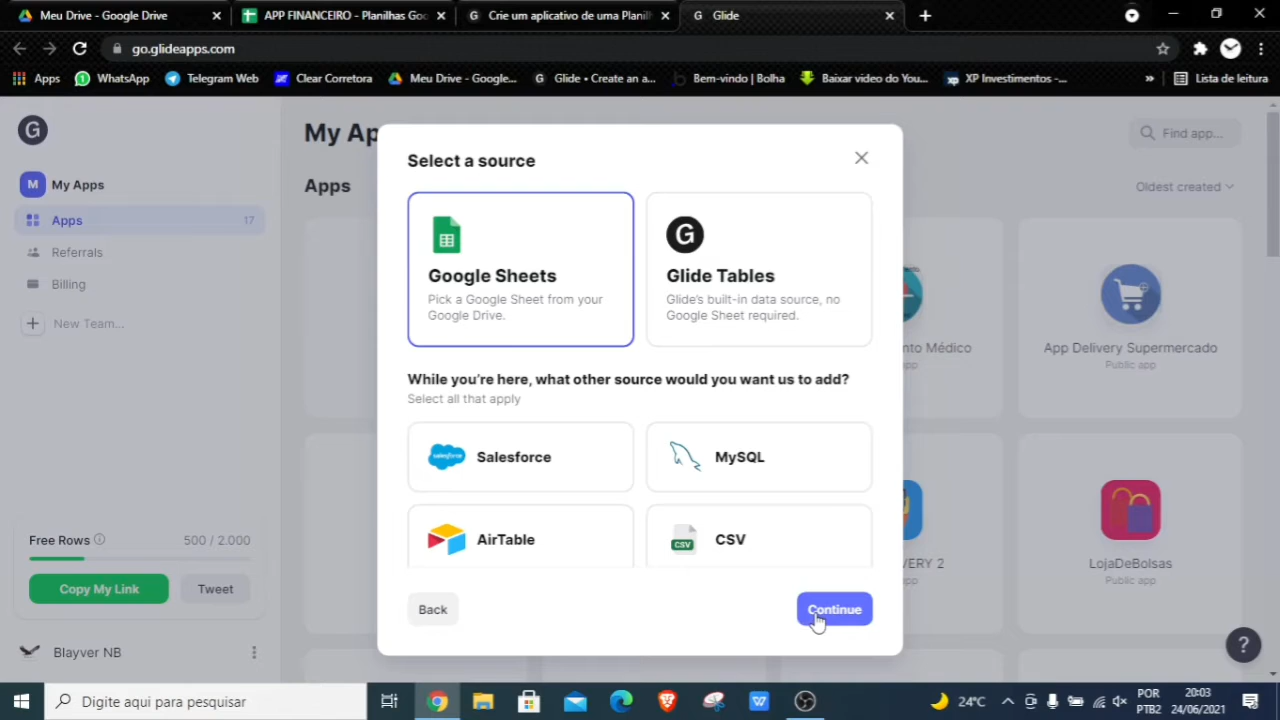 Meu Drive - Google Drive
APP FINANCEIRO - Planilhas Goo
Crie um aplicativo de uma Planilh
Glide
go.glideapps.com
Apps
WhatsApp
Telegram Web
Clear Corretora
Meu Drive - Google...
Glide • Create an a...
Bem-vindo | Bolha
Baixar video do You...
XP Investimentos -...
»
Lista de leitura
G
M My Apps
Apps 17
Referrals
Billing
+ New Team...
Free Rows 500 / 2.000
Copy My Link
Tweet
Blayver NB
My Ap
Find app...
Apps
Oldest created
nto Médico
app
App Delivery Supermercado
Public app
VERY 2
app
LojaDeBolsas
Public app
Select a source
Google Sheets
Pick a Google Sheet from your
Google Drive.
G
Glide Tables
Glide's built-in data source, no
Google Sheet required.
While you're here, what other source would you want us to add?
Select all that apply
salesforce
Salesforce
MySQL
AirTable
CSV
CSV
Back
Continue
?
Digite aqui para pesquisar
24°C
POR
PTB2
20:03
24/06/2021